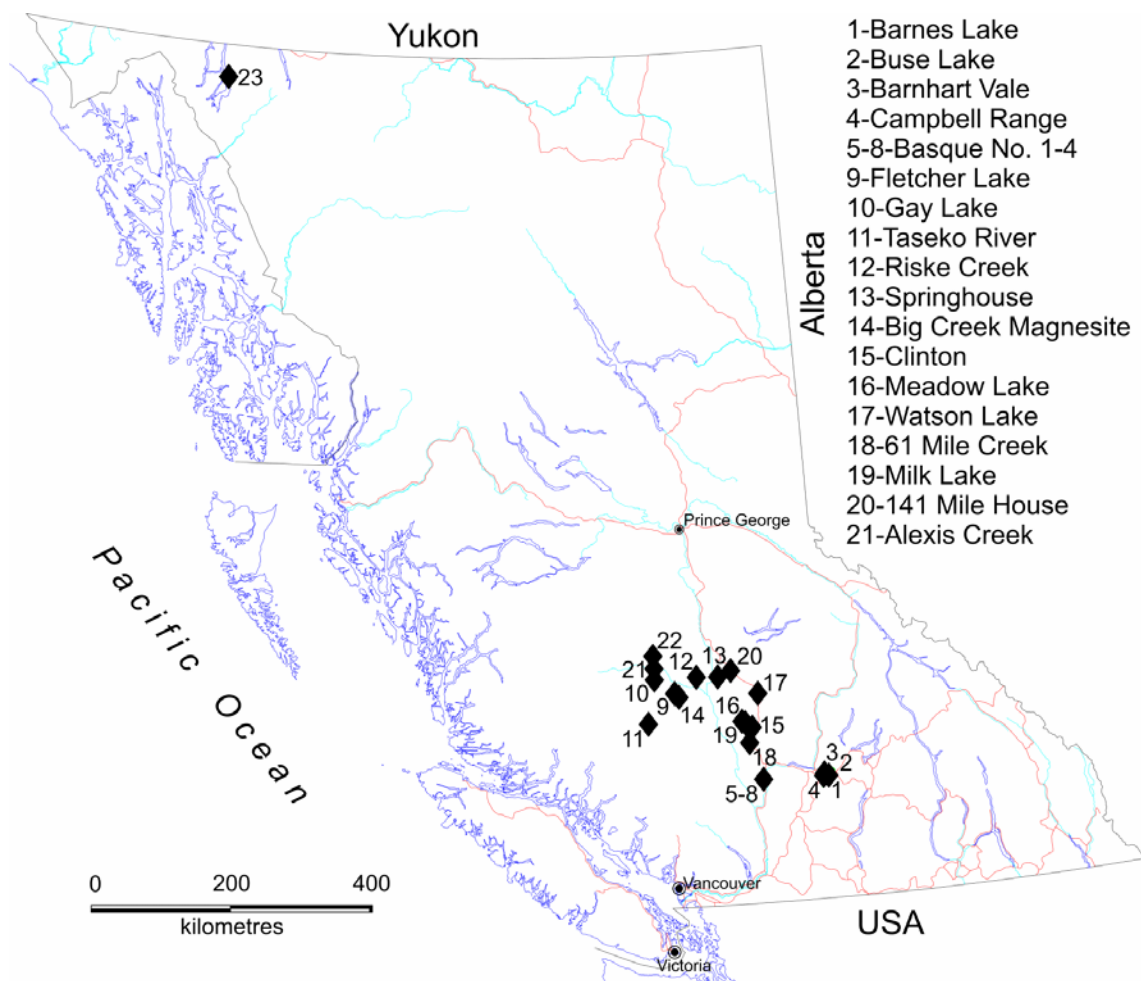 Yukon
23
1-Barnes Lake
2-Buse Lake
3-Barnhart Vale
4-Campbell Range
5-8-Basque No. 1-4
9-Fletcher Lake
10-Gay Lake
11-Taseko River
12-Riske Creek
13-Springhouse
14-Big Creek Magnesite
15-Clinton
16-Meadow Lake
17-Watson Lake
18-61 Mile Creek
19-Milk Lake
20-141 Mile House
21-Alexis Creek
Alberta
Prince George
Pacific Ocean
22
21
10
12
13
20
9
14
17
11
16
19
15
18
5-8
3
2
4
1
0 200 400
kilometres
Vancouver
Victoria
USA